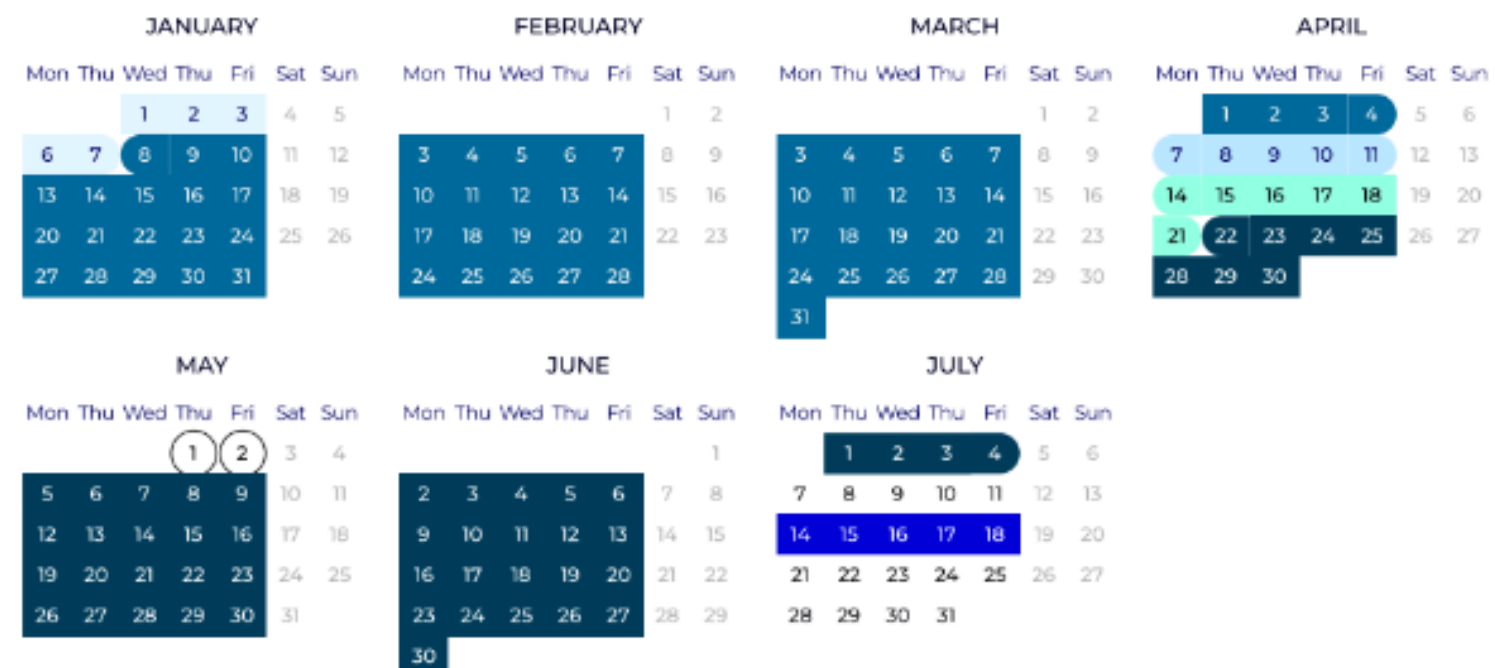 JANUARY
Mon Thu Wed Thu Fri Sat Sun
1 2 3 4 5
6 7 8 9 10 11 12
13 14 15 16 17 18 19
20 21 22 23 24 25 26
27 28 29 30 31
FEBRUARY
Mon Thu Wed Thu Fri Sat Sun
1 2
3 4 5 6 7 8 9
10 11 12 13 14 15 16
17 18 19 20 21 22 23
24 25 26 27 28
MARCH
Mon Thu Wed Thu Fri Sat Sun
1 2
3 4 5 6 7 8 9
10 11 12 13 14 15 16
17 18 19 20 21 22 23
24 25 26 27 28 29 30
31
APRIL
Mon Thu Wed Thu Fri Sat Sun
1 2 3 4 5 6
7 8 9 10 11 12 13
14 15 16 17 18 19 20
21 22 23 24 25 26 27
28 29 30
MAY
Mon Thu Wed Thu Fri Sat Sun
1 2 3 4
5 6 7 8 9 10 11
12 13 14 15 16 17 18
19 20 21 22 23 24 25
26 27 28 29 30 31
JUNE
Mon Thu Wed Thu Fri Sat Sun
1
2 3 4 5 6 7 8
9 10 11 12 13 14 15
16 17 18 19 20 21 22
23 24 25 26 27 28 29
30
JULY
Mon Thu Wed Thu Fri Sat Sun
1 2 3 4 5 6
7 8 9 10 11 12 13
14 15 16 17 18 19 20
21 22 23 24 25 26 27
28 29 30 31